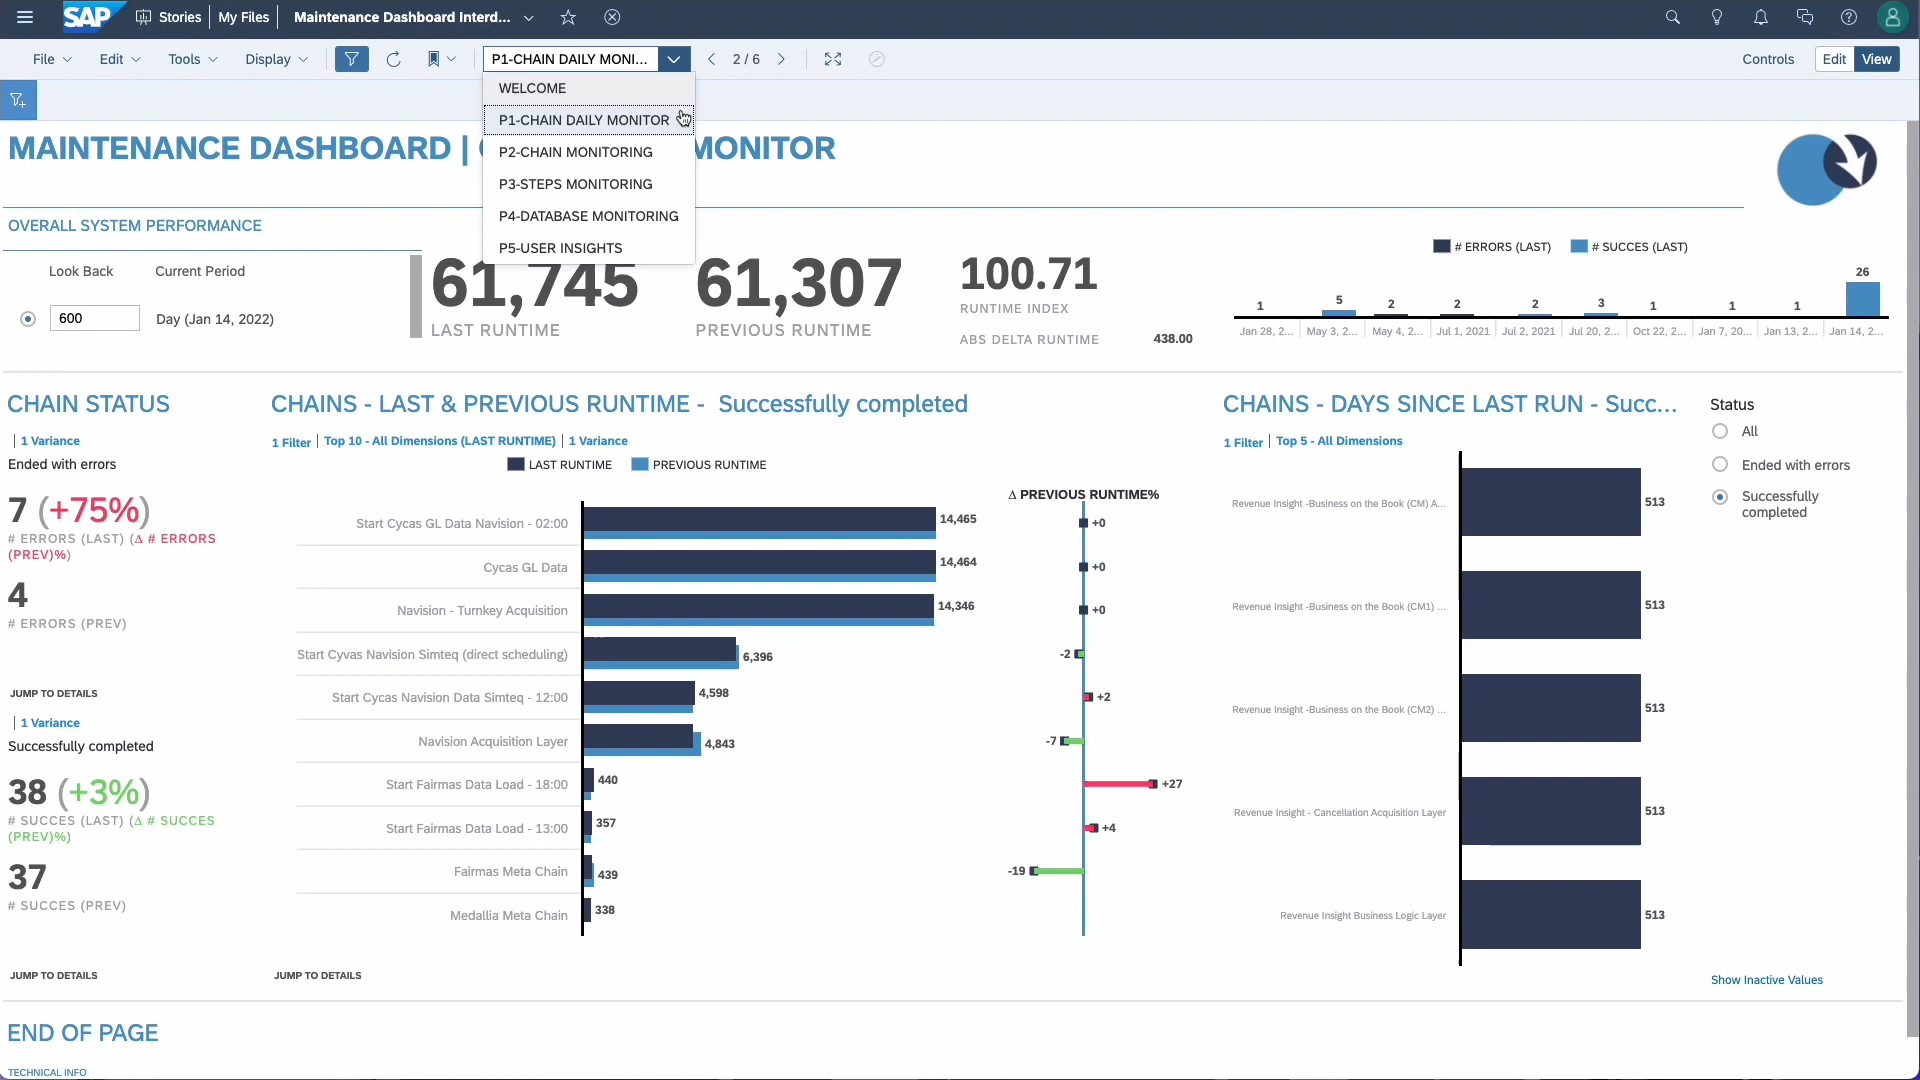 SAP Stories My Files Maintenance Dashboard Interd...
File Edit Tools Display P1-CHAIN DAILY MONI... 2 / 6 Controls Edit View
WELCOME
P1-CHAIN DAILY MONITOR
P2-CHAIN MONITORING
P3-STEPS MONITORING
P4-DATABASE MONITORING
P5-USER INSIGHTS
MAINTENANCE DASHBOARD | MONITOR
OVERALL SYSTEM PERFORMANCE
Look Back Current Period
600 Day (Jan 14, 2022)
61,745
LAST RUNTIME
61,307
PREVIOUS RUNTIME
100.71
RUNTIME INDEX
ABS DELTA RUNTIME 438.00
# ERRORS (LAST) # SUCCES (LAST)
1 5 2 2 2 3 1 1 1 26
Jan 28, 2... May 3, 2... May 4, 2... Jul 1, 2021 Jul 2, 2021 Jul 20, 2... Oct 22, 2... Jan 7, 20... Jan 13, 2... Jan 14, 2...
CHAIN STATUS
1 Variance
Ended with errors
7 (+75%)
# ERRORS (LAST) (Δ # ERRORS
(PREV)%)
4
# ERRORS (PREV)
JUMP TO DETAILS
1 Variance
Successfully completed
38 (+3%)
# SUCCES (LAST) (Δ # SUCCES
(PREV)%)
37
# SUCCES (PREV)
JUMP TO DETAILS
CHAINS - LAST & PREVIOUS RUNTIME - Successfully completed
1 Filter Top 10 - All Dimensions (LAST RUNTIME) 1 Variance
LAST RUNTIME PREVIOUS RUNTIME
Δ PREVIOUS RUNTIME%
Start Cycas GL Data Navision - 02:00 14,465 +0
Cycas GL Data 14,464 +0
Navision - Turnkey Acquisition 14,346 +0
Start Cyvas Navision Simteq (direct scheduling) 6,396 -2
Start Cycas Navision Data Simteq - 12:00 4,598 +2
Navision Acquisition Layer 4,843 -7
Start Fairmas Data Load - 18:00 440 +27
Start Fairmas Data Load - 13:00 357 +4
Fairmas Meta Chain 439 -19
Medallia Meta Chain 338
JUMP TO DETAILS
CHAINS - DAYS SINCE LAST RUN - Succ...
1 Filter Top 5 - All Dimensions
Revenue Insight -Business on the Book (CM) A... 513
Revenue Insight -Business on the Book (CM1) ... 513
Revenue Insight -Business on the Book (CM2) ... 513
Revenue Insight - Cancellation Acquisition Layer 513
Revenue Insight Business Logic Layer 513
Status
All
Ended with errors
Successfully
completed
Show Inactive Values
END OF PAGE
TECHNICAL INFO